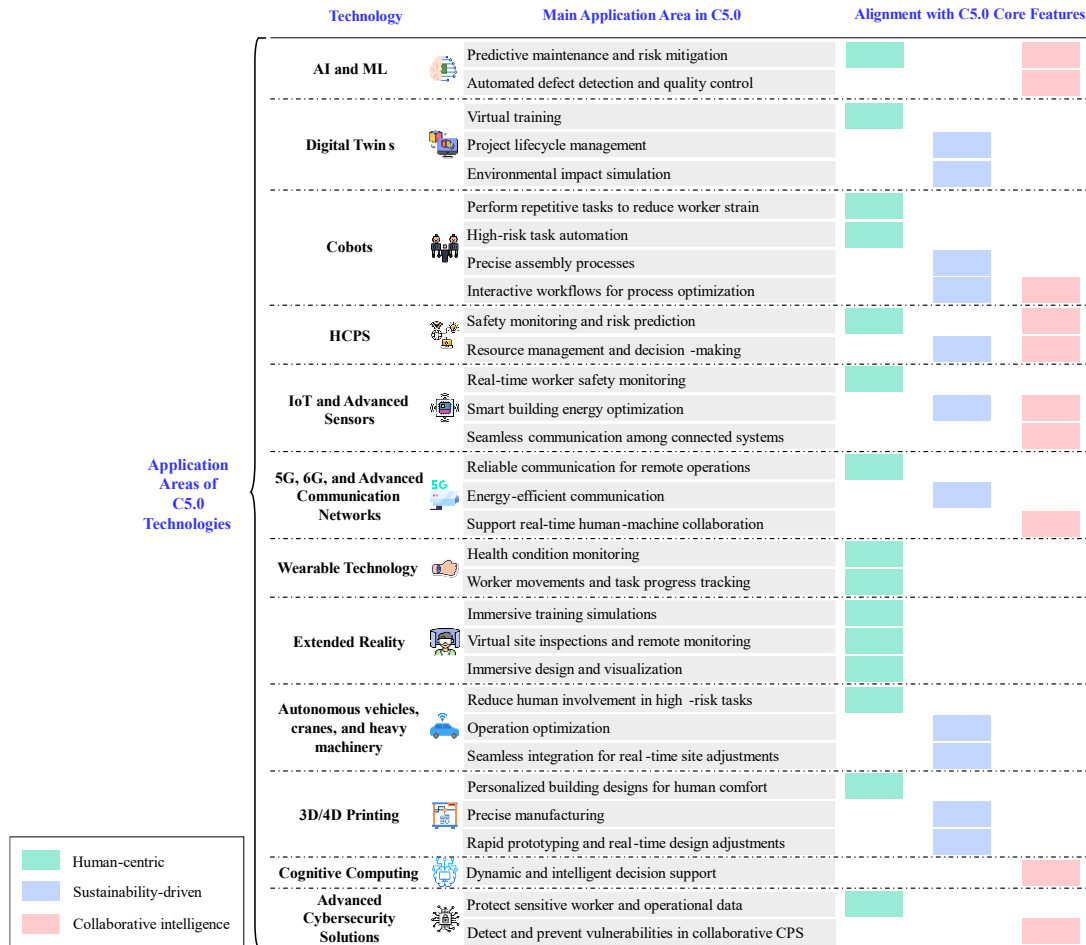 Technology Main Application Area in C5.0 Alignment with C5.0 Core Features
AI and ML
Predictive maintenance and risk mitigation
Automated defect detection and quality control
Digital Twins
Virtual training
Project lifecycle management
Environmental impact simulation
Cobots
Perform repetitive tasks to reduce worker strain
High-risk task automation
Precise assembly processes
Interactive workflows for process optimization
HCPS
Safety monitoring and risk prediction
Resource management and decision -making
IoT and Advanced
Sensors
Real-time worker safety monitoring
Smart building energy optimization
Seamless communication among connected systems
Application
Areas of
C5.0
Technologies
5G, 6G, and Advanced
Communication
Networks
5G
Reliable communication for remote operations
Energy-efficient communication
Support real-time human-machine collaboration
Wearable Technology
Health condition monitoring
Worker movements and task progress tracking
Extended Reality
Immersive training simulations
Virtual site inspections and remote monitoring
Immersive design and visualization
Autonomous vehicles,
cranes, and heavy
machinery
Reduce human involvement in high -risk tasks
Operation optimization
Seamless integration for real -time site adjustments
3D/4D Printing
Personalized building designs for human comfort
Precise manufacturing
Rapid prototyping and real-time design adjustments
Cognitive Computing
Dynamic and intelligent decision support
Advanced
Cybersecurity
Solutions
Protect sensitive worker and operational data
Detect and prevent vulnerabilities in collaborative CPS
Human-centric
Sustainability-driven
Collaborative intelligence